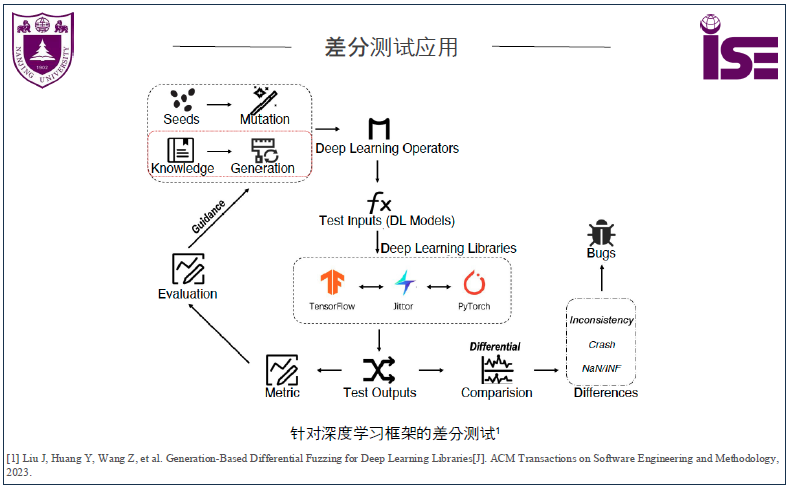 差分测试应用
NANJING UNIVERSITY
1902
iSE
Seeds
Mutation
Knowledge
Generation
Deep Learning Operators
Guidance
fx
Test Inputs (DL Models)
Deep Learning Libraries
TensorFlow
Jittor
PyTorch
Bugs
Evaluation
Inconsistency
Crash
NaN/INF
Differential
Metric
Test Outputs
Comparision
Differences
针对深度学习框架的差分测试¹
[1] Liu J, Huang Y, Wang Z, et al. Generation-Based Differential Fuzzing for Deep Learning Libraries[J]. ACM Transactions on Software Engineering and Methodology,
2023.